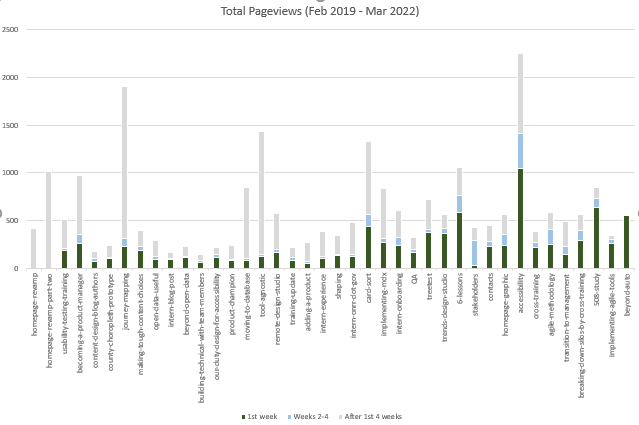 Total Pageviews (Feb 2019 - Mar 2022)
2500
2000
1500
1000
500
0
homepage-revamp
homepage-revamp-part-two
usability-testing-training
becoming-a-product-manager
content-design-blog-authors
county-choropleth-prototype
journey-mapping
making-tough-content-choices
open-data-useful
intern-blog-post
beyond-open-data
building-technical-with-team-members
our-duty-design-for-accessibility
product-champion
moving-to-database
tool-agnostic
remote-design-studio
training-update
adding-a-product
intern-experience
shaping
intern-onrr-dot-gov
card-sort
implementing-mdx
intern-onboarding
QA
treetest
trends-design-studio
6-lessons
stakeholders
contacts
homepage-graphic
accessibility
cross-training
agile-methodology
transition-to-management
breaking-down-silos-by-cross-training
508-study
implementing-agile-tools
beyond-auto
1st week
Weeks 2-4
After 1st 4 weeks